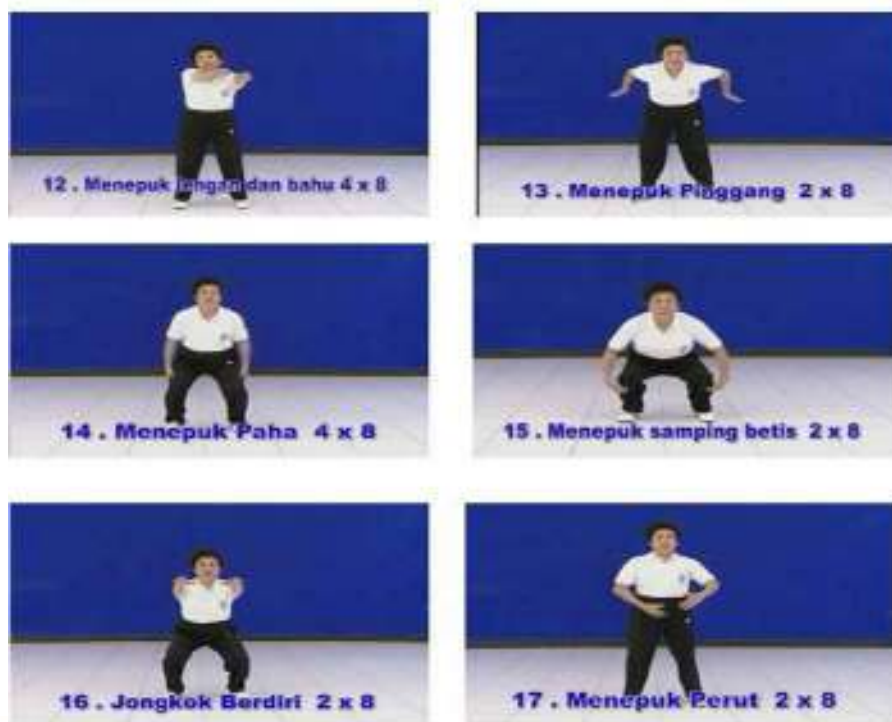 12 . Menepuk lengan dan bahu 4 x 8
13 . Menepuk Pinggang 2 x 8
14 . Menepuk Paha 4 x 8
15 . Menepuk samping betis 2 x 8
16 . Jongkok Berdiri 2 x 8
17 . Menepuk Perut 2 x 8